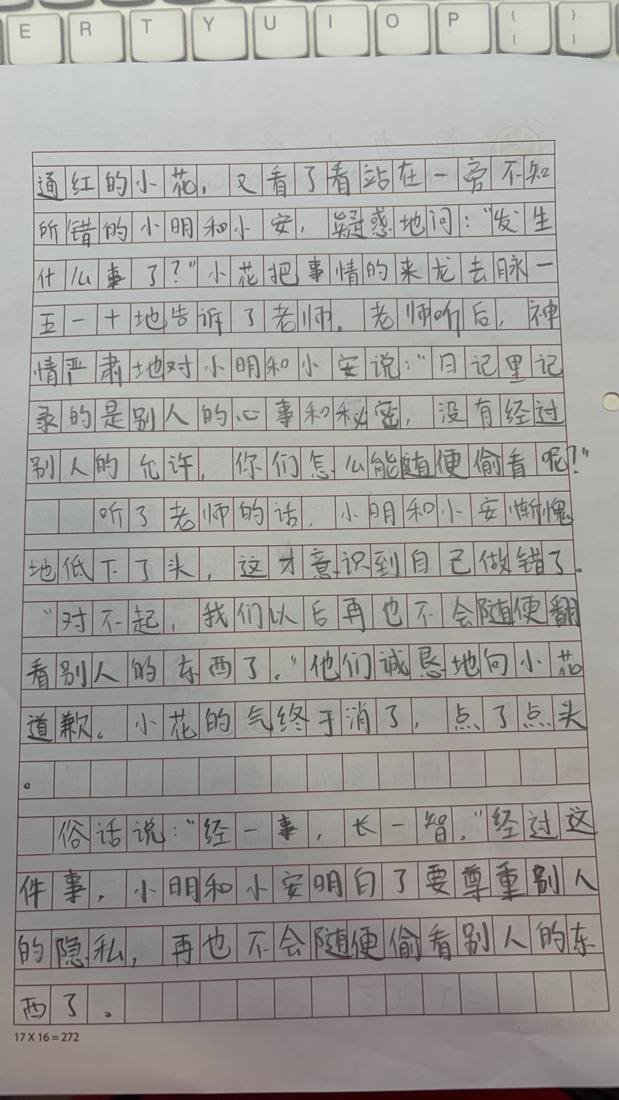 E R T Y U I O P { [ } ]
通红的小花，又看了看站在一旁不知
所错的小明和小安，疑惑地问："发生
什么事了？"小花把事情的来龙去脉一
五一十地告诉了老师。老师听后，神
情严肃地对小明和小安说："日记里记
录的是别人的心事和秘密，没有经过
别人的允许，你们怎么能随便偷看呢？"
听了老师的话，小明和小安惭愧
地低下了头，这才意识到自己做错了。
"对不起，我们以后再也不会随便翻
看别人的东西了。"他们诚恳地向小花
道歉。小花的气终于消了，点了点头
。
俗话说："经一事，长一智。"经过这
件事，小明和小安明白了要尊重别人
的隐私，再也不会随便偷看别人的东
西了。
17 X 16 = 272